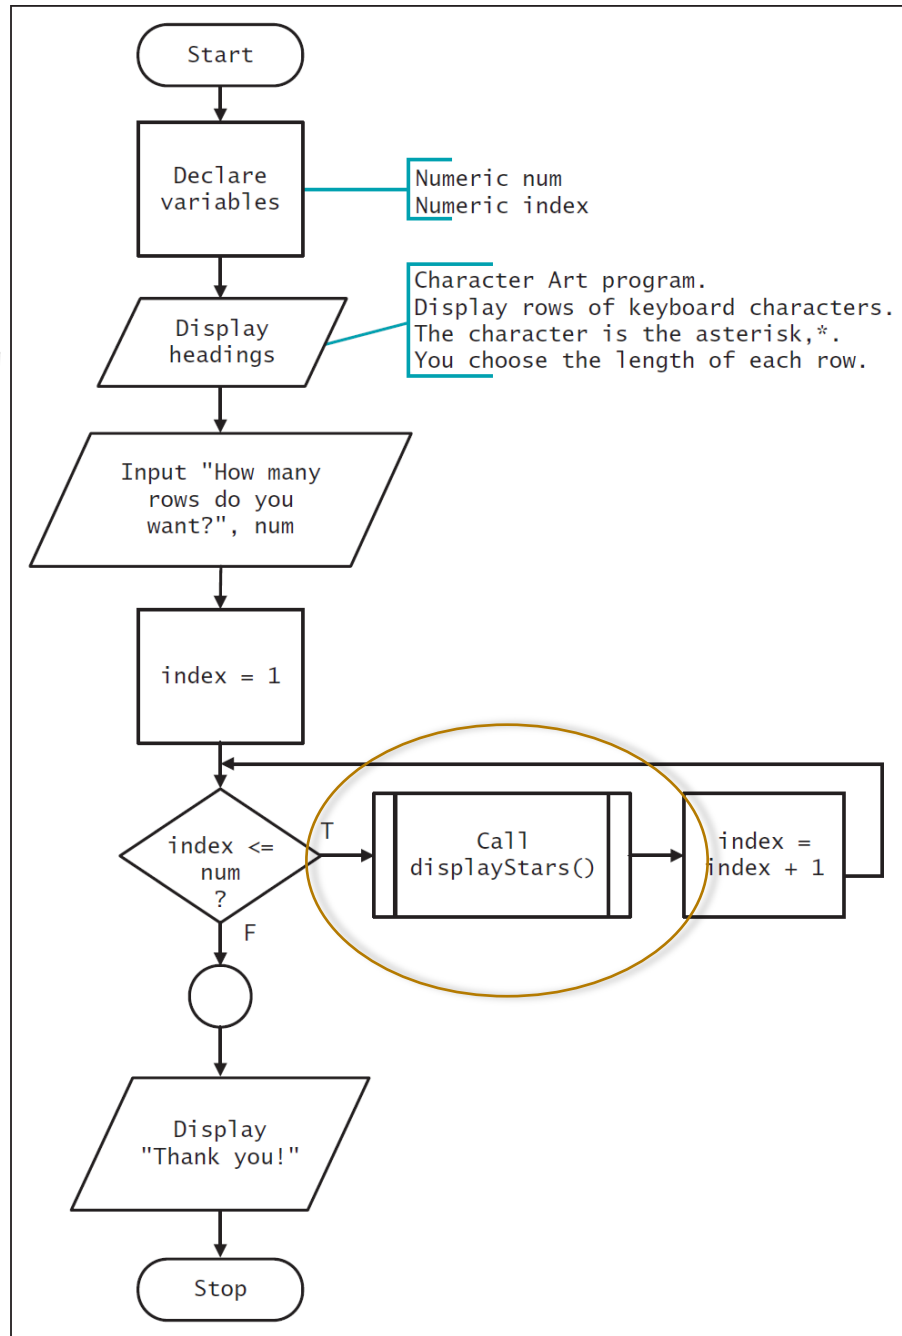 Start
Declare
variables
Numeric num
Numeric index
Display
headings
Character Art program.
Display rows of keyboard characters.
The character is the asterisk,*.
You choose the length of each row.
Input "How many
rows do you
want?", num
index = 1
index <=
num
?
T
Call
displayStars()
index =
index + 1
F
Display
"Thank you!"
Stop